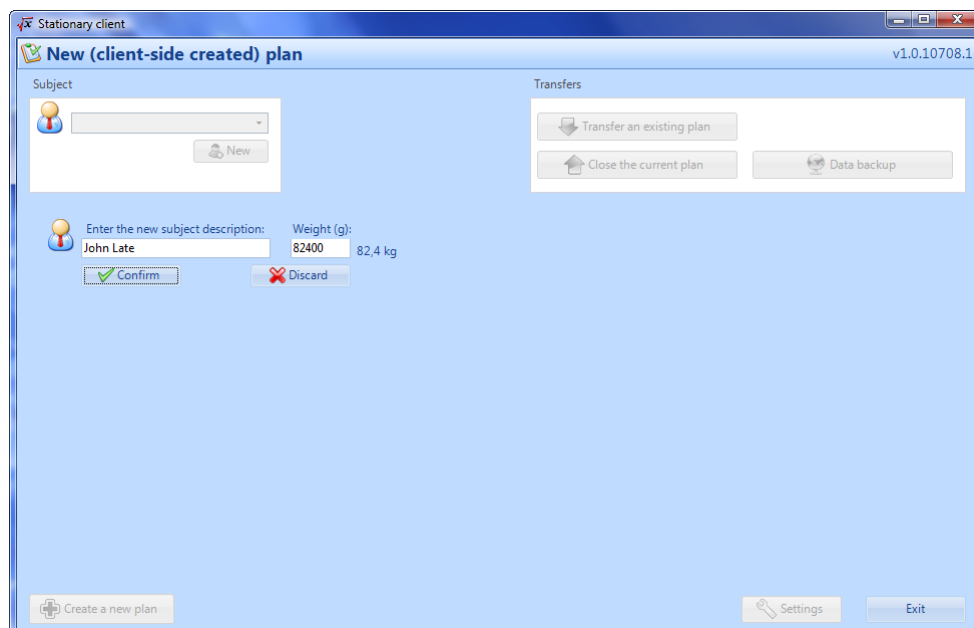 Stationary client
New (client-side created) plan
v1.0.10708.1
Subject
Transfers
New
Transfer an existing plan
Close the current plan
Data backup
Enter the new subject description:
Weight (g):
John Late
82400
82,4 kg
Confirm
Discard
Create a new plan
Settings
Exit